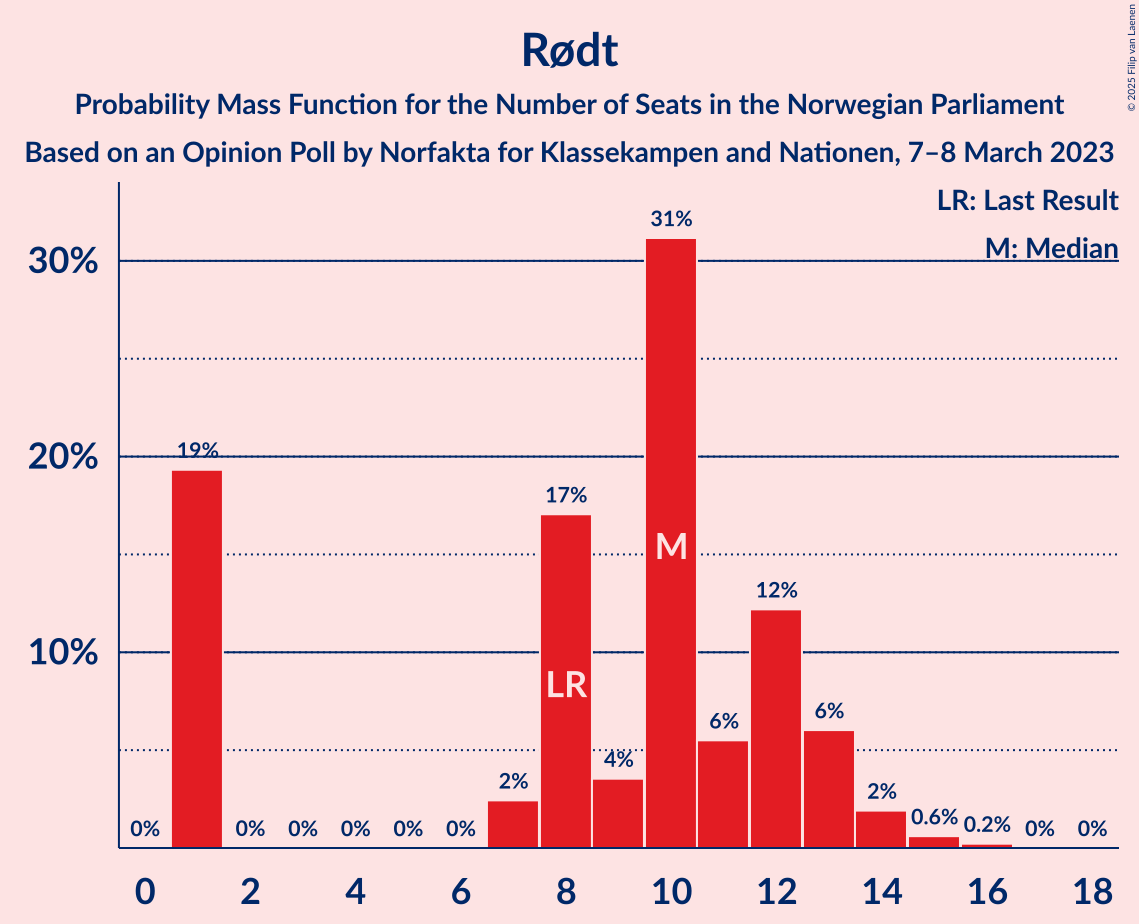 Rødt
Probability Mass Function for the Number of Seats in the Norwegian Parliament
Based on an Opinion Poll by Norfakta for Klassekampen and Nationen, 7–8 March 2023
© 2025 Filip van Laenen
LR: Last Result
M: Median
30%
20%
10%
0%
19%
0%
0%
0%
0%
0%
2%
17%
4%
31%
6%
12%
6%
2%
0.6%
0.2%
0%
0%
LR
M
0 2 4 6 8 10 12 14 16 18